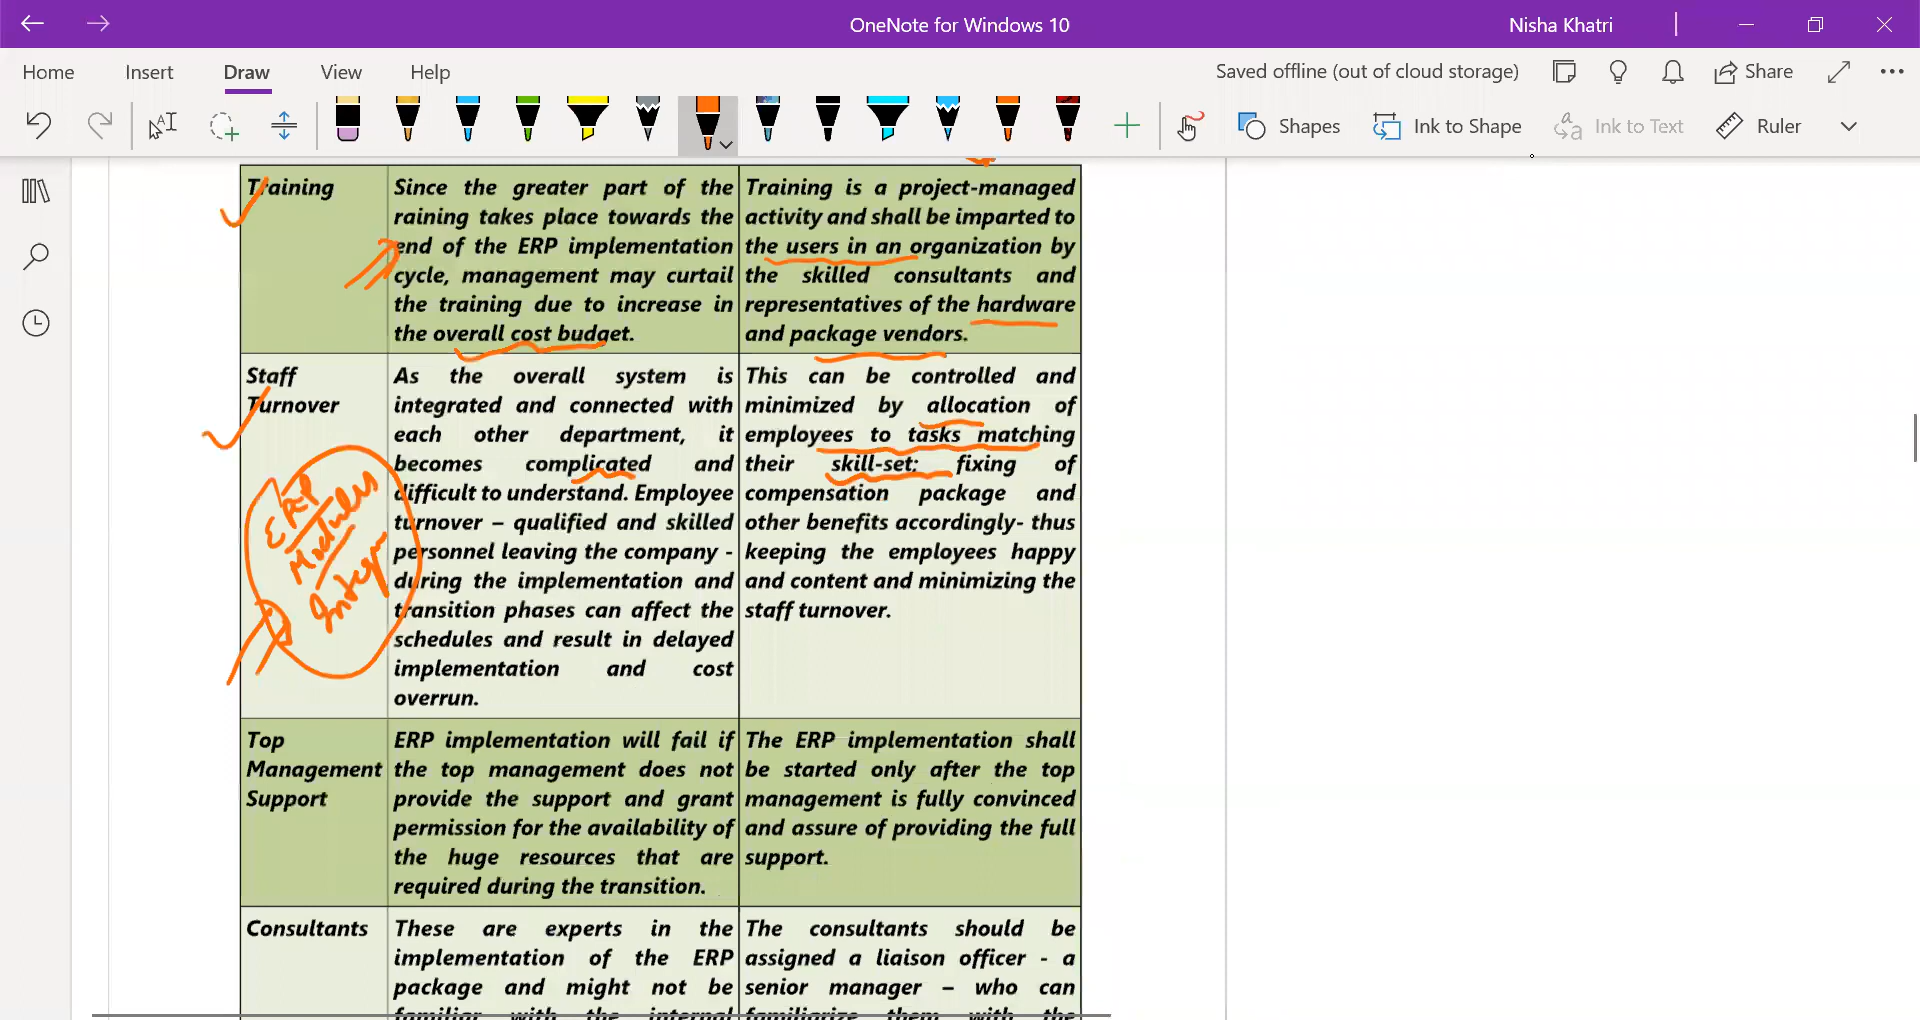 OneNote for Windows 10
Nisha Khatri
Home Insert Draw View Help
Saved offline (out of cloud storage)
Share
Shapes
Ink to Shape
Ink to Text
Ruler
Training
Since the greater part of the
raining takes place towards the
end of the ERP implementation
cycle, management may curtail
the training due to increase in
the overall cost budget.
Training is a project-managed
activity and shall be imparted to
the users in an organization by
the skilled consultants and
representatives of the hardware
and package vendors.
Staff
Turnover
ERP
Modules
Integ
As the overall system is
integrated and connected with
each other department, it
becomes complicated and
difficult to understand. Employee
turnover – qualified and skilled
personnel leaving the company -
during the implementation and
transition phases can affect the
schedules and result in delayed
implementation and cost
overrun.
This can be controlled and
minimized by allocation of
employees to tasks matching
their skill-set; fixing of
compensation package and
other benefits accordingly- thus
keeping the employees happy
and content and minimizing the
staff turnover.
Top
Management
Support
ERP implementation will fail if
the top management does not
provide the support and grant
permission for the availability of
the huge resources that are
required during the transition.
The ERP implementation shall
be started only after the top
management is fully convinced
and assure of providing the full
support.
Consultants
These are experts in the
implementation of the ERP
package and might not be
familiar with the internal
The consultants should be
assigned a liaison officer - a
senior manager – who can
familiarize them with the